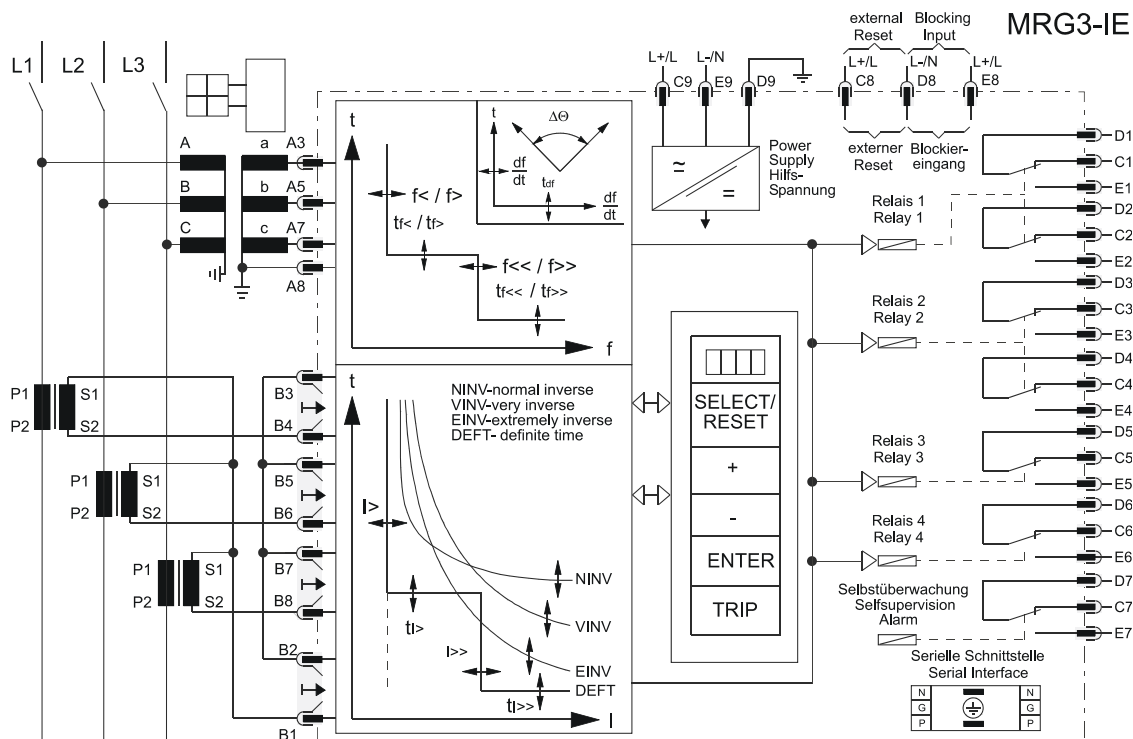 MRG3-IE
external
Reset
Blocking
Input
L1
L2
L3
L+/L
L-/N
C9
E9
D9
L+/L
L-/N
L+/L
C8
D8
E8
externer
Reset
Blockier-
eingang
Power
Supply
Hilfs-
Spannung
≃
=
A
a
A3
B
b
A5
C
c
A7
A8
t
f< / f>
tf< / tf>
f<< / f>>
tf<< / tf>>
f
t
ΔΘ
df
dt
tdf
df
dt
Relais 1
Relay 1
Relais 2
Relay 2
Relais 3
Relay 3
Relais 4
Relay 4
Selbstüberwachung
Selfsupervision
Alarm
Serielle Schnittstelle
Serial Interface
N
G
P
N
G
P
D1
C1
E1
D2
C2
E2
D3
C3
E3
D4
C4
E4
D5
C5
E5
D6
C6
E6
D7
C7
E7
SELECT/
RESET
+
-
ENTER
TRIP
P1
S1
P2
S2
P1
S1
P2
S2
P1
S1
P2
S2
B3
B4
B5
B6
B7
B8
B2
B1
t
NINV-normal inverse
VINV-very inverse
EINV-extremely inverse
DEFT- definite time
I>
tI>
I>>
tI>>
NINV
VINV
EINV
DEFT
I